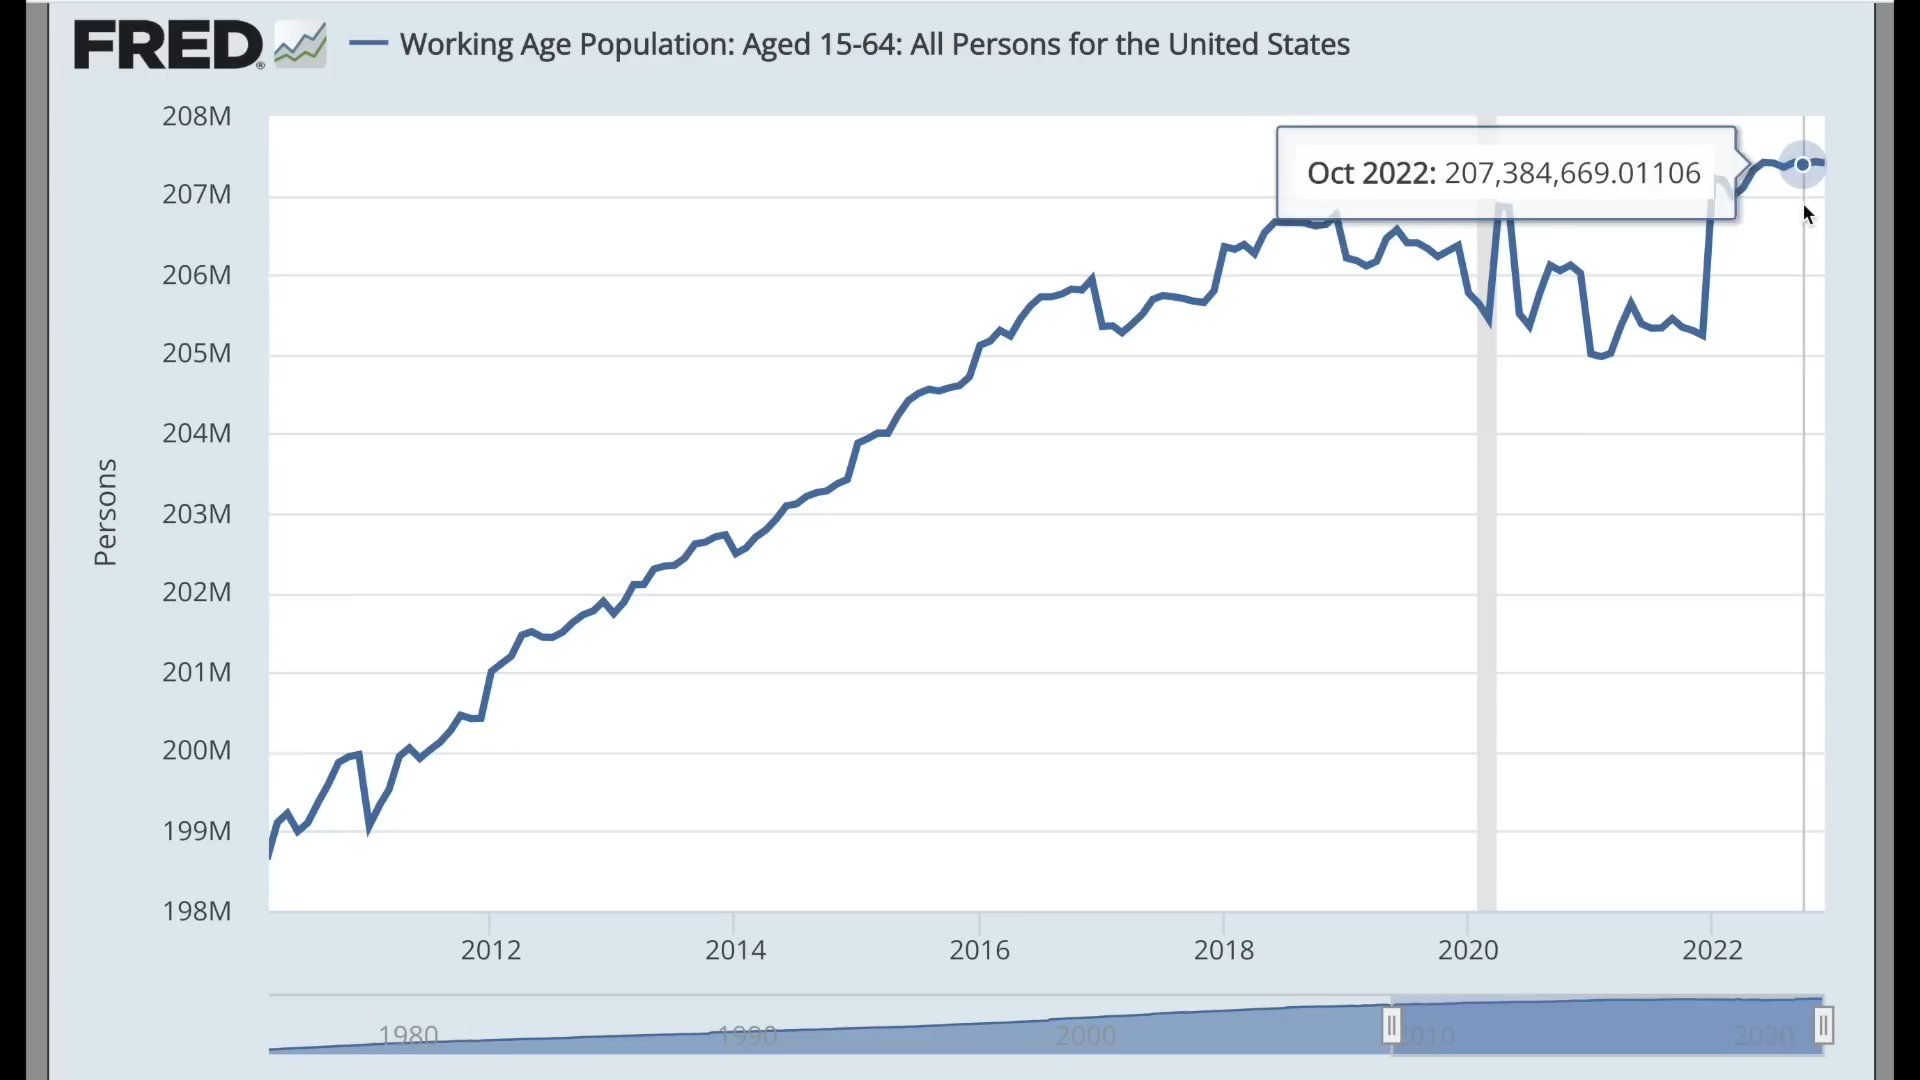 FRED® Working Age Population: Aged 15-64: All Persons for the United States
208M
207M
206M
205M
204M
203M
202M
201M
200M
199M
198M
Persons
Oct 2022: 207,384,669.01106
2012 2014 2016 2018 2020 2022
1980 1990 2000 2010 2020